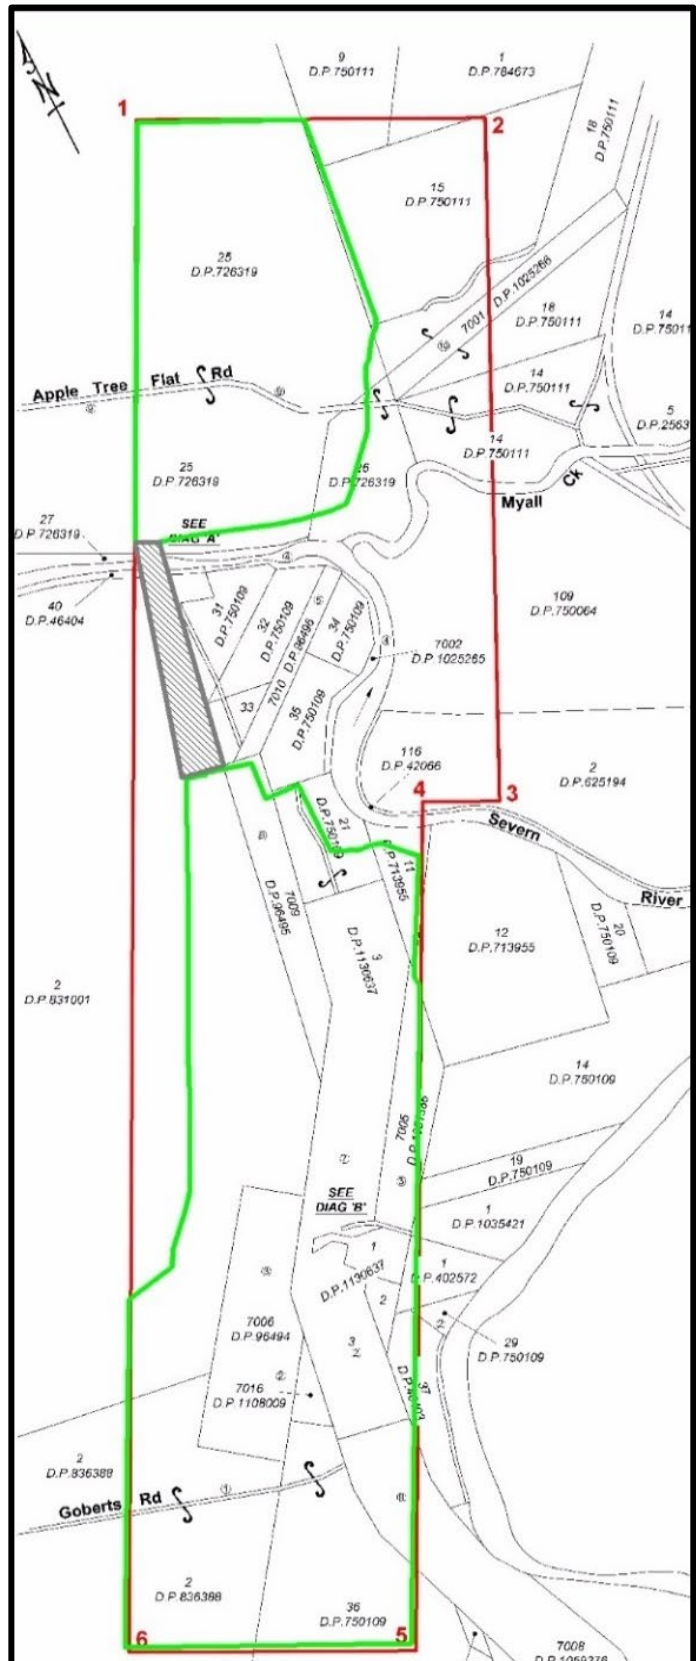 N
9
D.P.750111
1
D.P.784673
18
D.P.750111
1
2
15
D.P.750111
25
D.P.726319
7001
D.P.1025266
18
D.P.750111
14
14
D.P.750111
5
Apple Tree Flat Rd
14
D.P.750111
25
D.P.726319
26
D.P.726319
Myall Ck
SEE
DIAG 'A'
27
D.P.726319
40
D.P.46404
31
D.P.750109
32
D.P.750109
D.P.96495
7010
34
D.P.750109
33
35
D.P.750109
7002
D.P.1025265
109
D.P.750064
116
D.P.42066
2
D.P.625194
4
3
Severn River
21
D.P.750109
11
D.P.713955
7009
D.P.96495
3
D.P.1130637
12
D.P.713955
20
D.P.750109
2
D.P.831001
14
D.P.750109
7005
19
D.P.750109
1
D.P.1035421
SEE
DIAG 'B'
1
D.P.1130637
1
D.P.402572
2
29
D.P.750109
7006
D.P.96494
3
7016
D.P.1108009
37
2
D.P.836388
Goberts Rd
2
D.P.836388
36
D.P.750109
6
5
7008